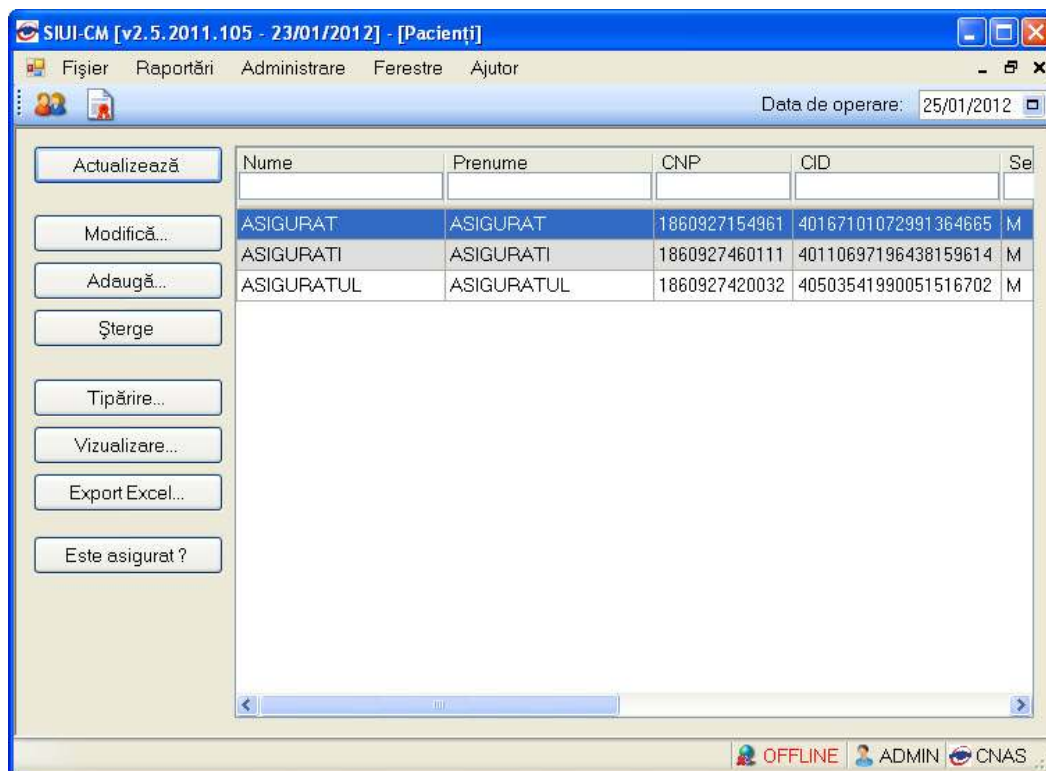 SIUI-CM [v2.5.2011.105 - 23/01/2012] - [Pacienți]
Fișier Raportări Administrare Ferestre Ajutor
Data de operare: 25/01/2012
Actualizează
Nume Prenume CNP CID Se
Modifică...
ASIGURAT ASIGURAT 1860927154961 40167101072991364665 M
ASIGURATI ASIGURATI 1860927460111 40110697196438159614 M
Adaugă...
ASIGURATUL ASIGURATUL 1860927420032 40503541990051516702 M
Șterge
Tipărire...
Vizualizare...
Export Excel...
Este asigurat ?
OFFLINE ADMIN CNAS